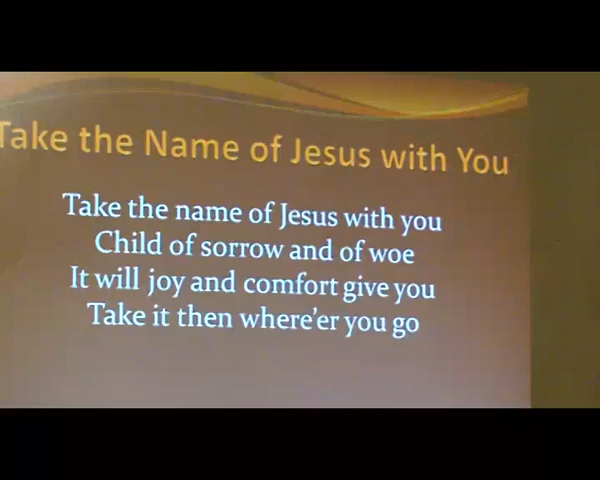 Take the Name of Jesus with You
Take the name of Jesus with you
Child of sorrow and of woe
It will joy and comfort give you
Take it then where’er you go